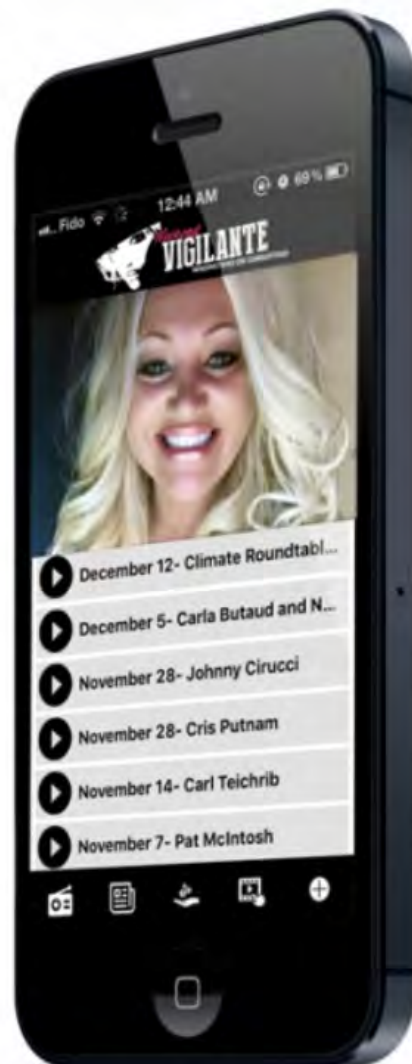 Fido 12:44 AM 69%
VIGILANTE
December 12- Climate Roundtabl...
December 5- Carla Butaud and N...
November 28- Johnny Cirucci
November 28- Cris Putnam
November 14- Carl Teichrib
November 7- Pat McIntosh